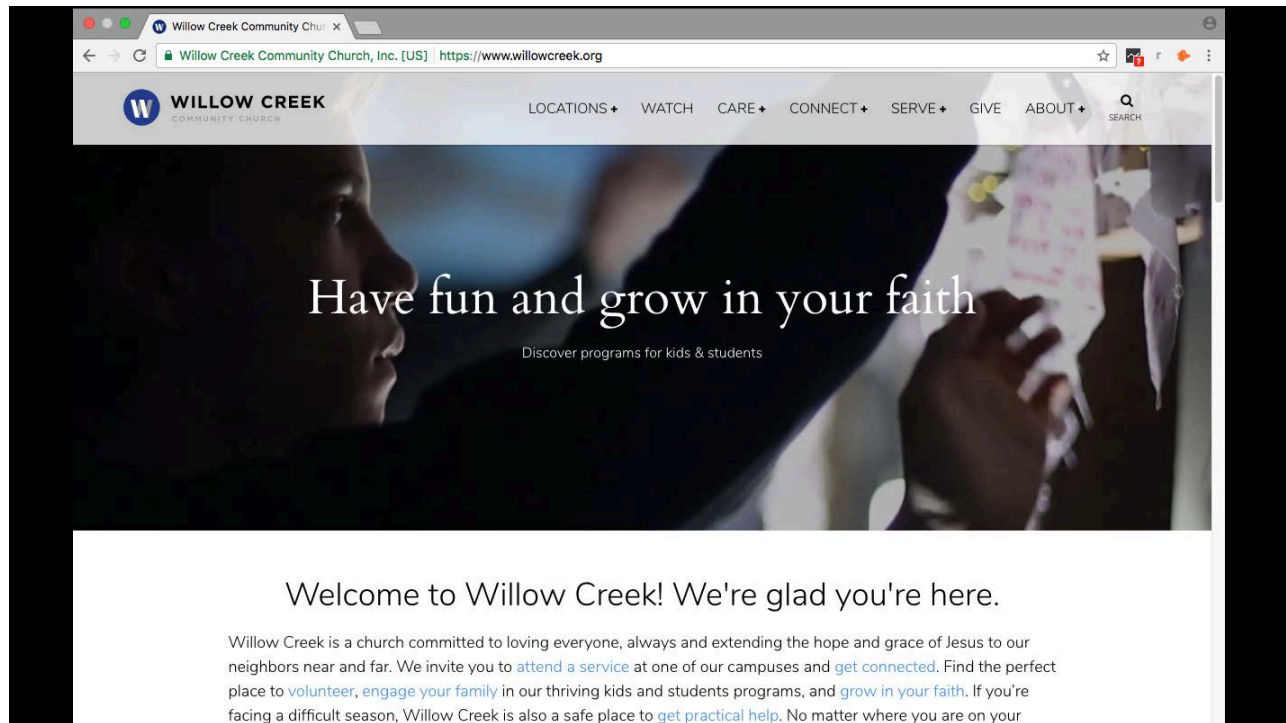 Willow Creek Community Chur
Willow Creek Community Church, Inc. [US] https://www.willowcreek.org
r
?
W WILLOW CREEK
COMMUNITY CHURCH
LOCATIONS + WATCH CARE + CONNECT + SERVE + GIVE ABOUT + SEARCH
Have fun and grow in your faith
Discover programs for kids & students
Welcome to Willow Creek! We're glad you're here.
Willow Creek is a church committed to loving everyone, always and extending the hope and grace of Jesus to our
neighbors near and far. We invite you to attend a service at one of our campuses and get connected. Find the perfect
place to volunteer, engage your family in our thriving kids and students programs, and grow in your faith. If you're
facing a difficult season, Willow Creek is also a safe place to get practical help. No matter where you are on your